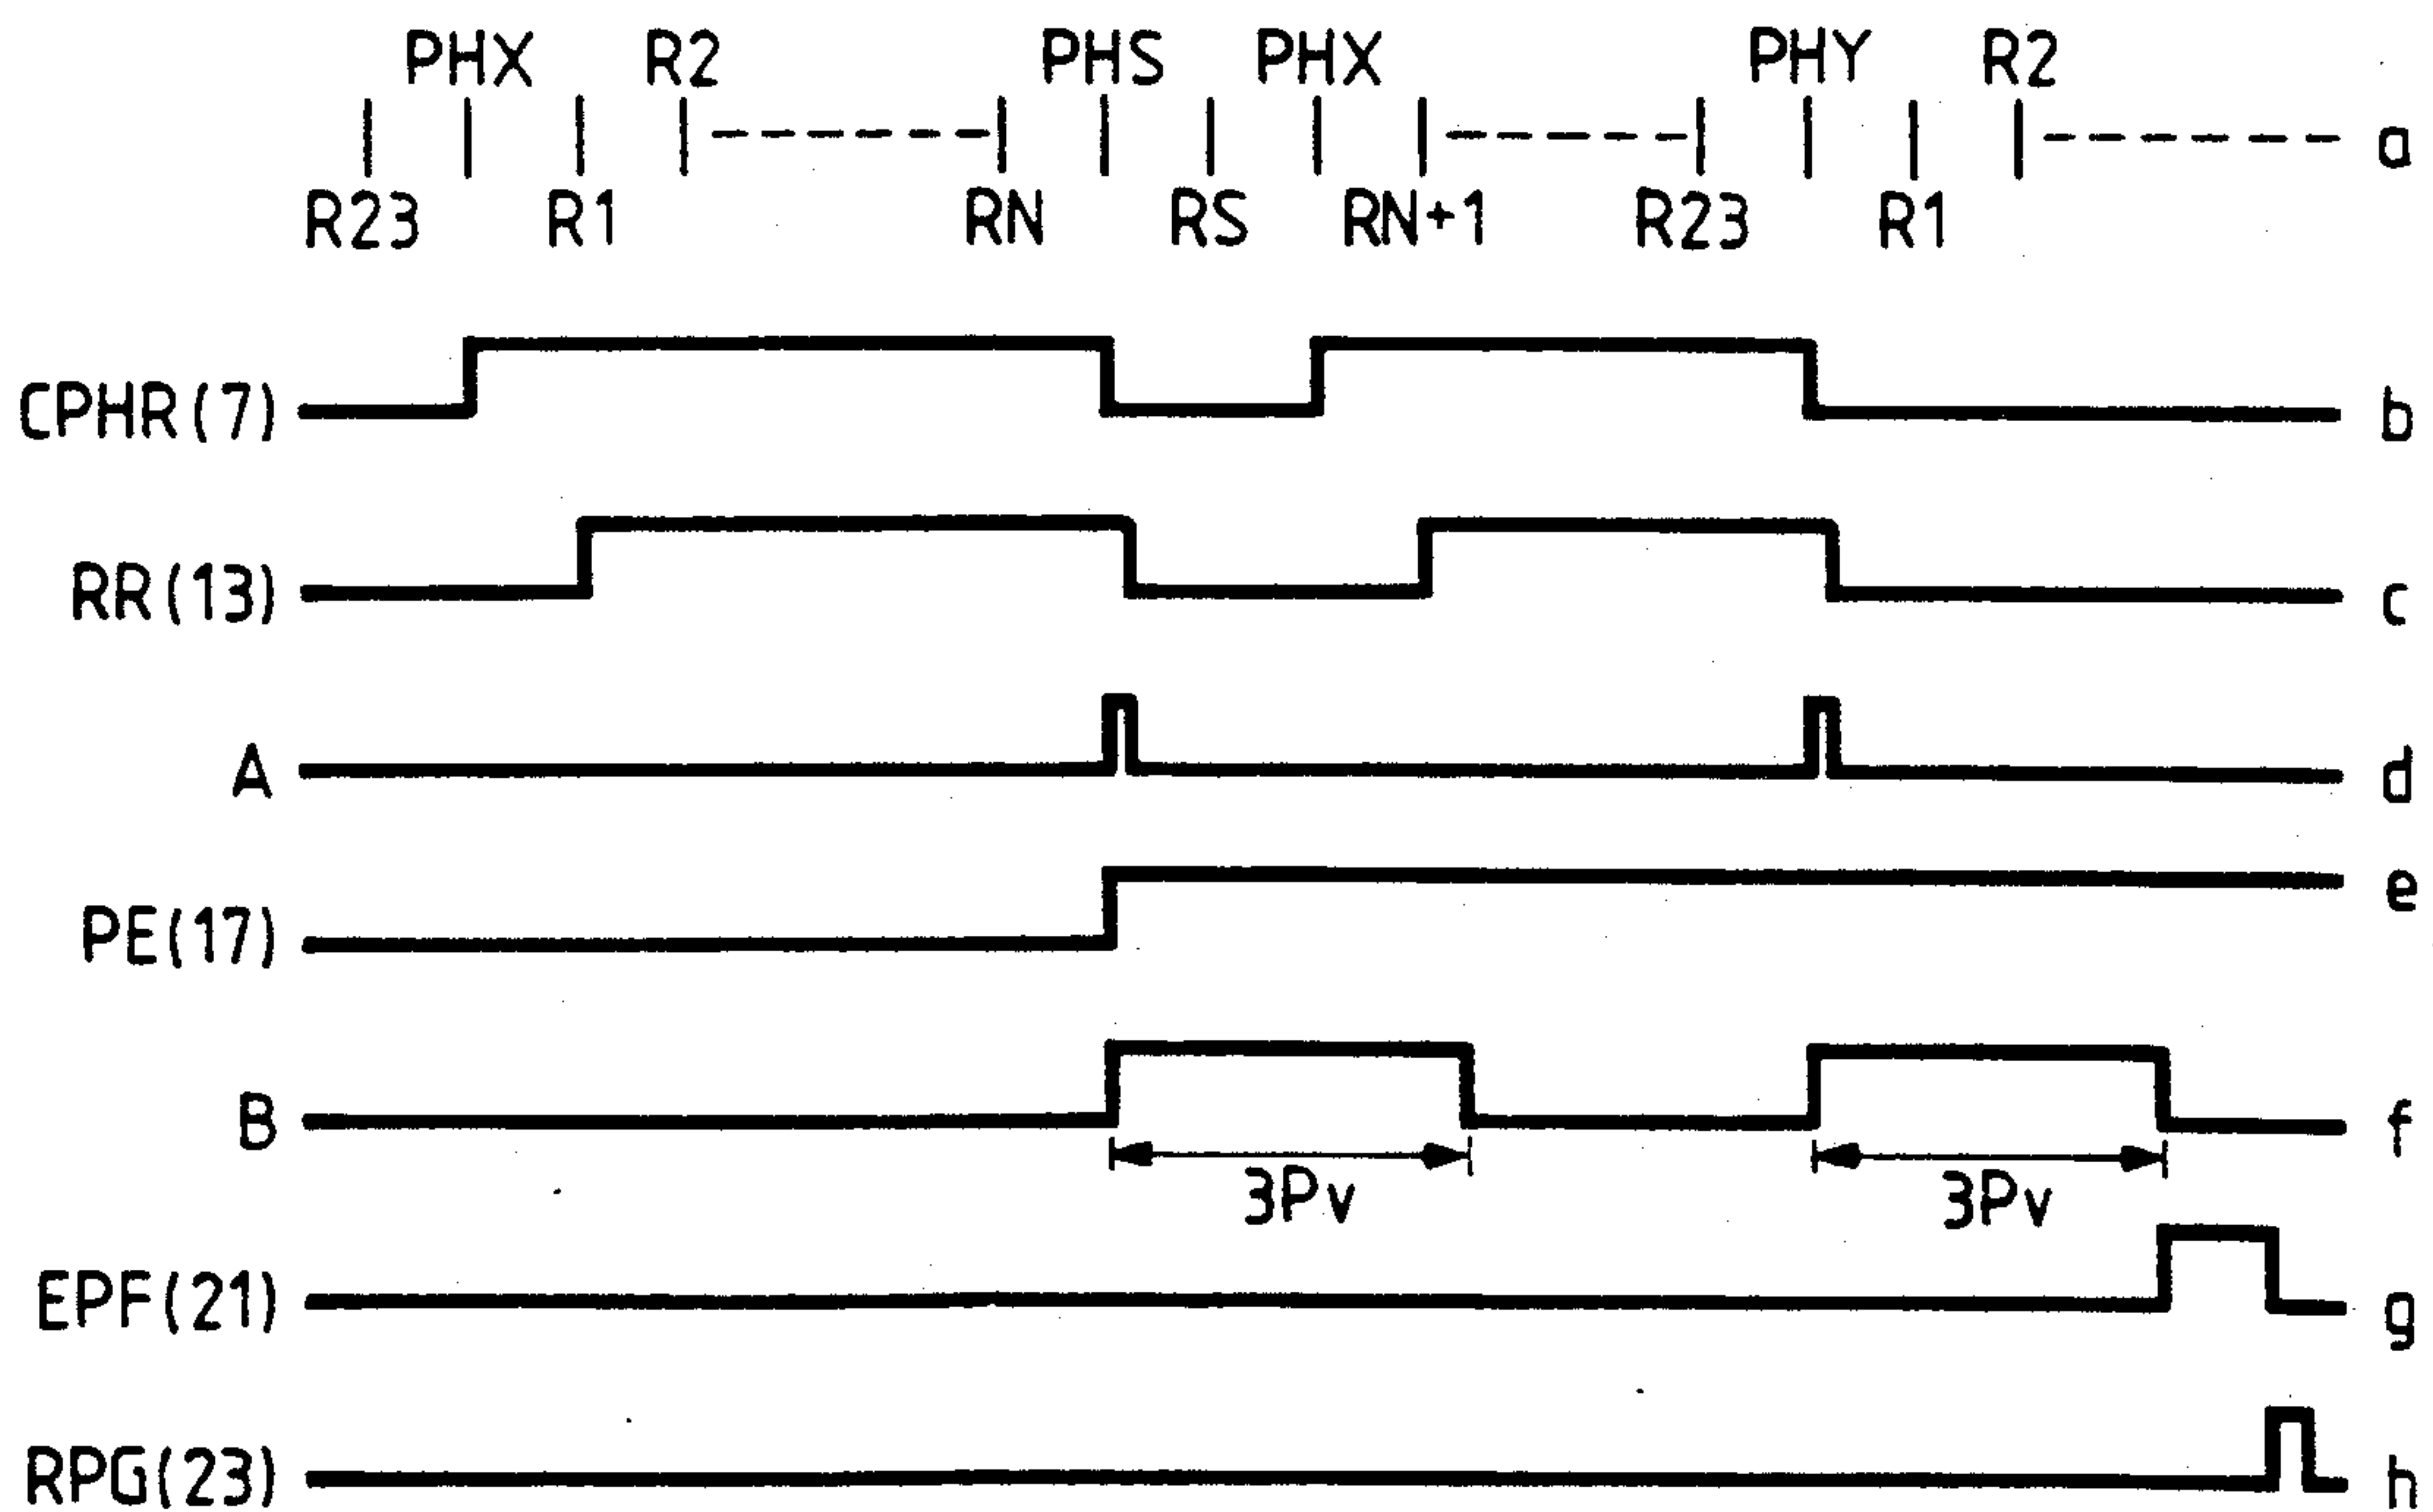 PHX R2 PHS PHX PHY R2
a
R23 R1 RN RS RN+1 R23 R1
CPHR(7) b
RR(13) c
A d
PE(17) e
B f
3Pv 3Pv
EPF(21) g
RPG(23) h